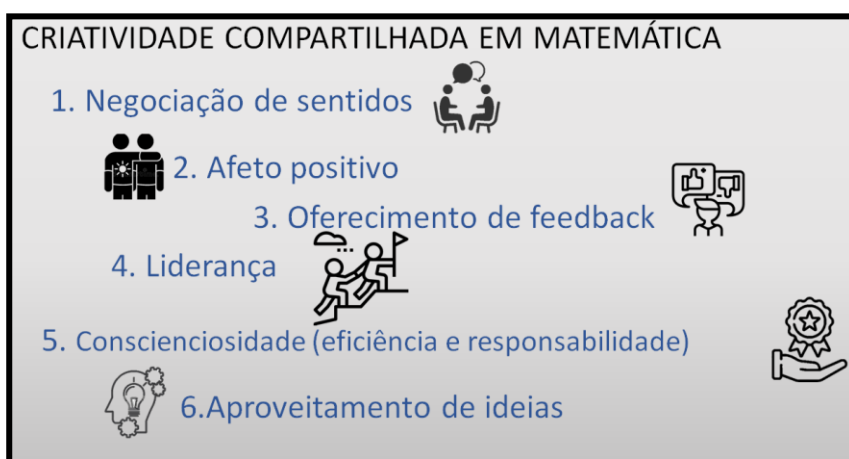 CRIATIVIDADE COMPARTILHADA EM MATEMÁTICA
1. Negociação de sentidos
2. Afeto positivo
3. Oferecimento de feedback
4. Liderança
5. Conscienciosidade (eficiência e responsabilidade)
6.Aproveitamento de ideias